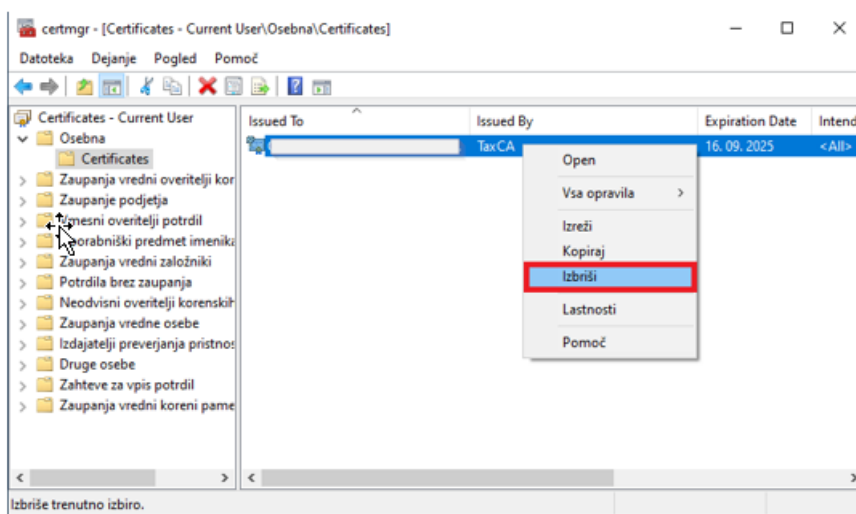 certmgr - [Certificates - Current User\Osebna\Certificates]
Datoteka Dejanje Pogled Pomoč
Certificates - Current User
Osebna
Certificates
Zaupanja vredni overitelji kor
Zaupanje podjetja
mesni overitelji potrdil
orabniški predmet imenika
Zaupanja vredni založniki
Potrdila brez zaupanja
Neodvisni overitelji korenskih
Zaupanja vredne osebe
Izdajatelji preverjanja pristnos
Druge osebe
Zahteve za vpis potrdil
Zaupanja vredni koreni pame
Issued To Issued By Expiration Date Intend
TaxCA 16. 09. 2025 <All>
Open
Vsa opravila
Izreži
Kopiraj
Izbriši
Lastnosti
Pomoč
Izbriše trenutno izbiro.